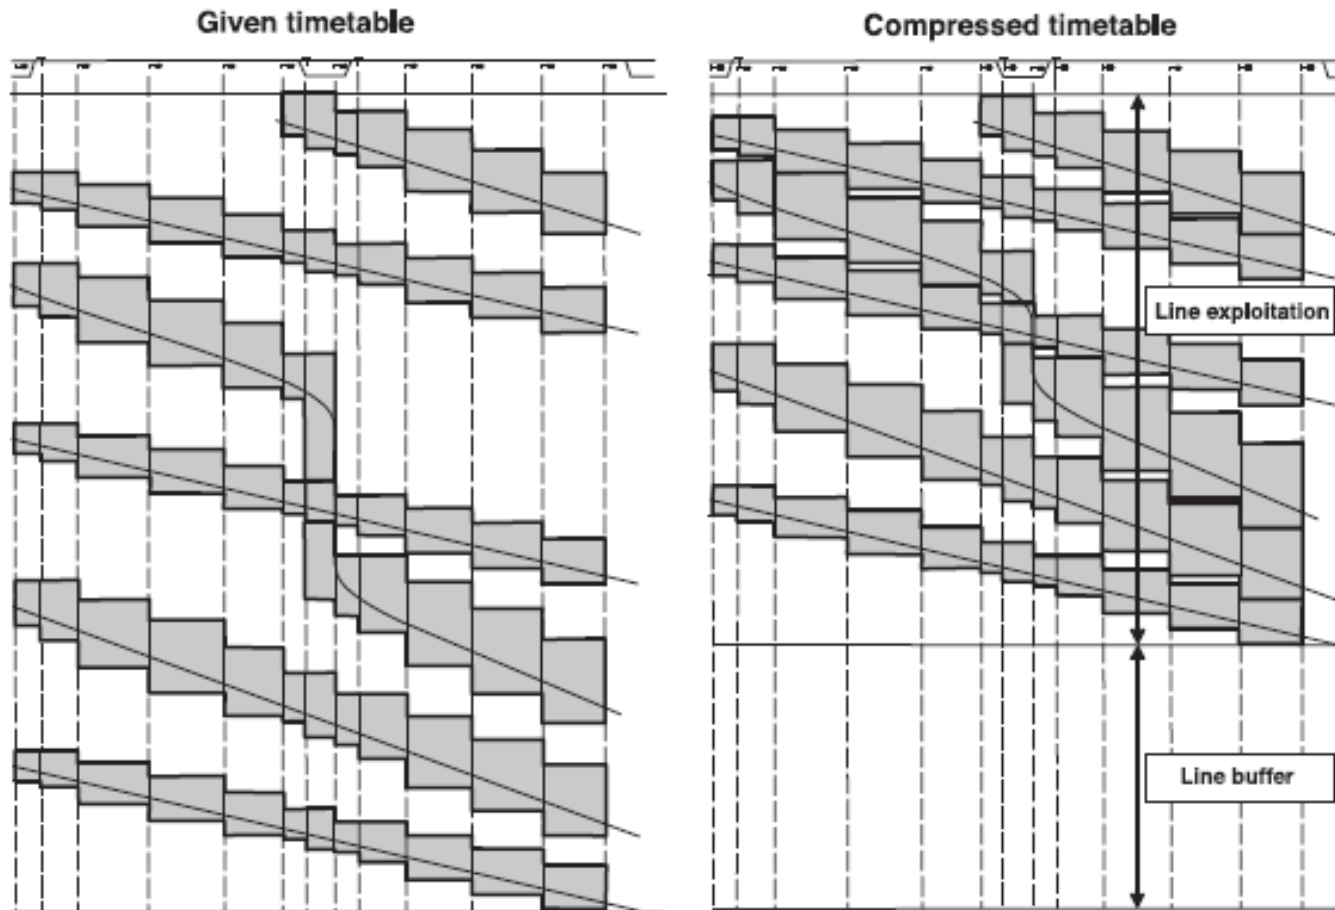 Given timetable
Compressed timetable
Line exploitation
Line buffer